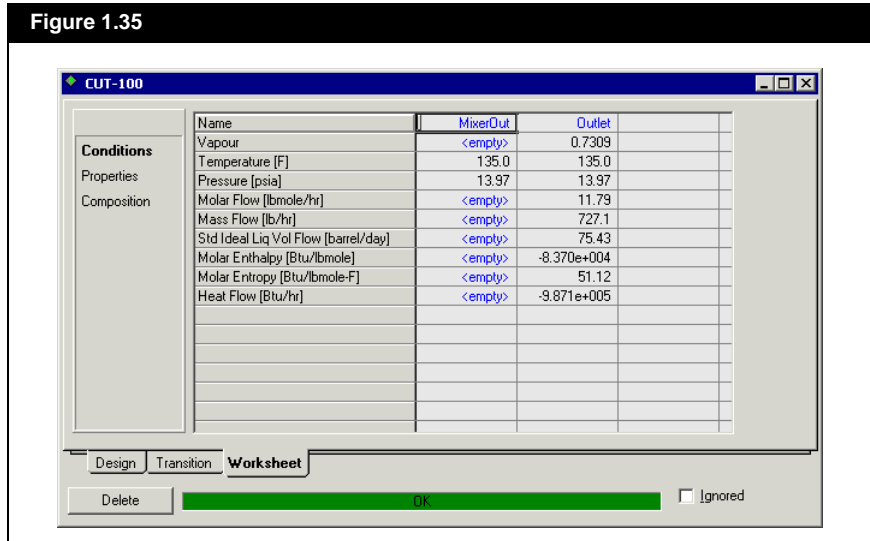 Figure 1.35
CUT-100
Conditions
Properties
Composition
Name MixerOut Outlet
Vapour <empty> 0.7309
Temperature [F] 135.0 135.0
Pressure [psia] 13.97 13.97
Molar Flow [lbmole/hr] <empty> 11.79
Mass Flow [lb/hr] <empty> 727.1
Std Ideal Liq Vol Flow [barrel/day] <empty> 75.43
Molar Enthalpy [Btu/lbmole] <empty> -8.370e+004
Molar Entropy [Btu/lbmole-F] <empty> 51.12
Heat Flow [Btu/hr] <empty> -9.871e+005
Design Transition Worksheet
Delete OK Ignored